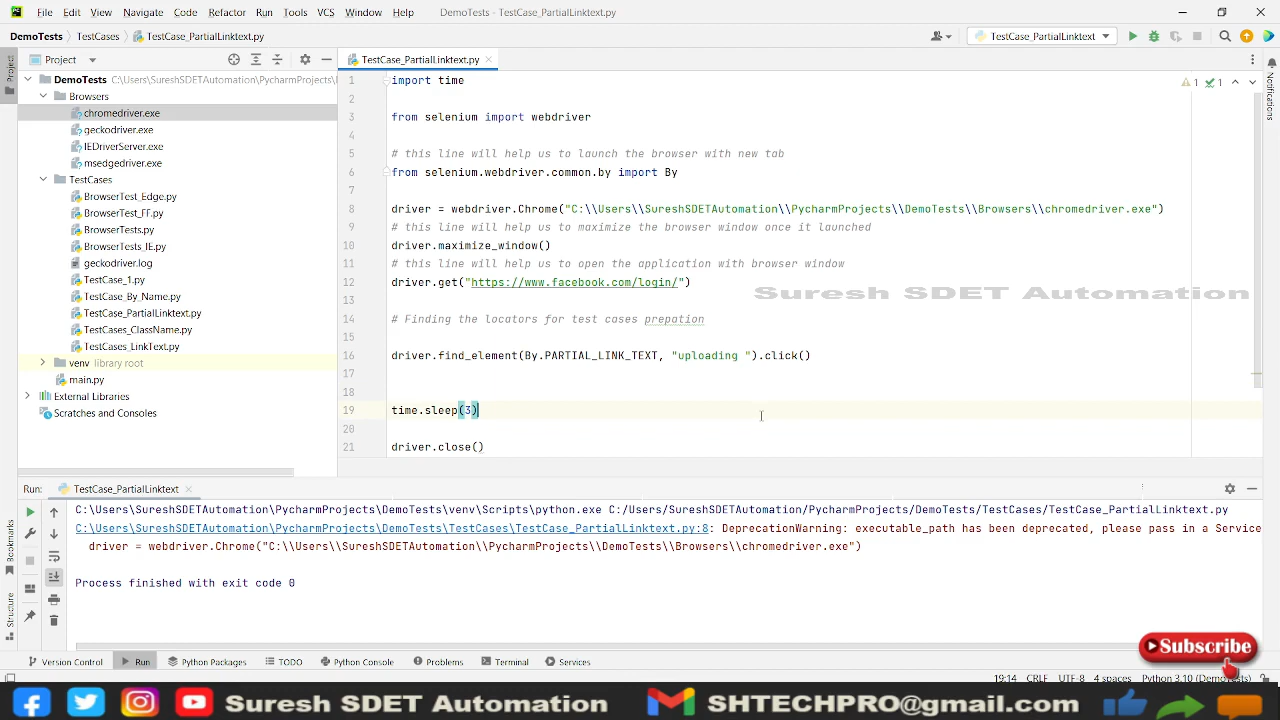 File Edit View Navigate Code Refactor Run Tools VCS Window Help DemoTests - TestCase_PartialLinktext.py
DemoTests TestCases TestCase_PartialLinktext.py TestCase_PartialLinktext
Project TestCase_PartialLinktext.py
Project
Notifications
DemoTests C:\Users\SureshSDETAutomation\PycharmProjects\
Browsers
chromedriver.exe
geckodriver.exe
IEDriverServer.exe
msedgedriver.exe
TestCases
BrowserTest_Edge.py
BrowserTest_FF.py
BrowserTests.py
BrowserTests_IE.py
geckodriver.log
TestCase_1.py
TestCase_By_Name.py
TestCase_PartialLinktext.py
TestCases_ClassName.py
TestCases_LinkText.py
venv library root
main.py
External Libraries
Scratches and Consoles
1 1
1 import time
2
3 from selenium import webdriver
4
5 # this line will help us to launch the browser with new tab
6 from selenium.webdriver.common.by import By
7
8 driver = webdriver.Chrome("C:\\Users\\SureshSDETAutomation\\PycharmProjects\\DemoTests\\Browsers\\chromedriver.exe")
9 # this line will help us to maximize the browser window once it launched
10 driver.maximize_window()
11 # this line will help us to open the application with browser window
12 driver.get("https://www.facebook.com/login/")
Suresh SDET Automation
13
14 # Finding the locators for test cases prepation
15
16 driver.find_element(By.PARTIAL_LINK_TEXT, "uploading ").click()
17
18
19 time.sleep(3)
20
21 driver.close()
Run: TestCase_PartialLinktext
C:\Users\SureshSDETAutomation\PycharmProjects\DemoTests\venv\Scripts\python.exe C:/Users/SureshSDETAutomation/PycharmProjects/DemoTests/TestCases/TestCase_PartialLinktext.py
C:\Users\SureshSDETAutomation\PycharmProjects\DemoTests\TestCases\TestCase_PartialLinktext.py:8: DeprecationWarning: executable_path has been deprecated, please pass in a Service
driver = webdriver.Chrome("C:\\Users\\SureshSDETAutomation\\PycharmProjects\\DemoTests\\Browsers\\chromedriver.exe")
Process finished with exit code 0
Bookmarks
Structure
Subscribe
Version Control Run Python Packages TODO Python Console Problems Terminal Services
19:14 CRLF UTF-8 4 spaces Python 3.10 (DemoTests)
Suresh SDET Automation SHTECHPRO@gmail.com